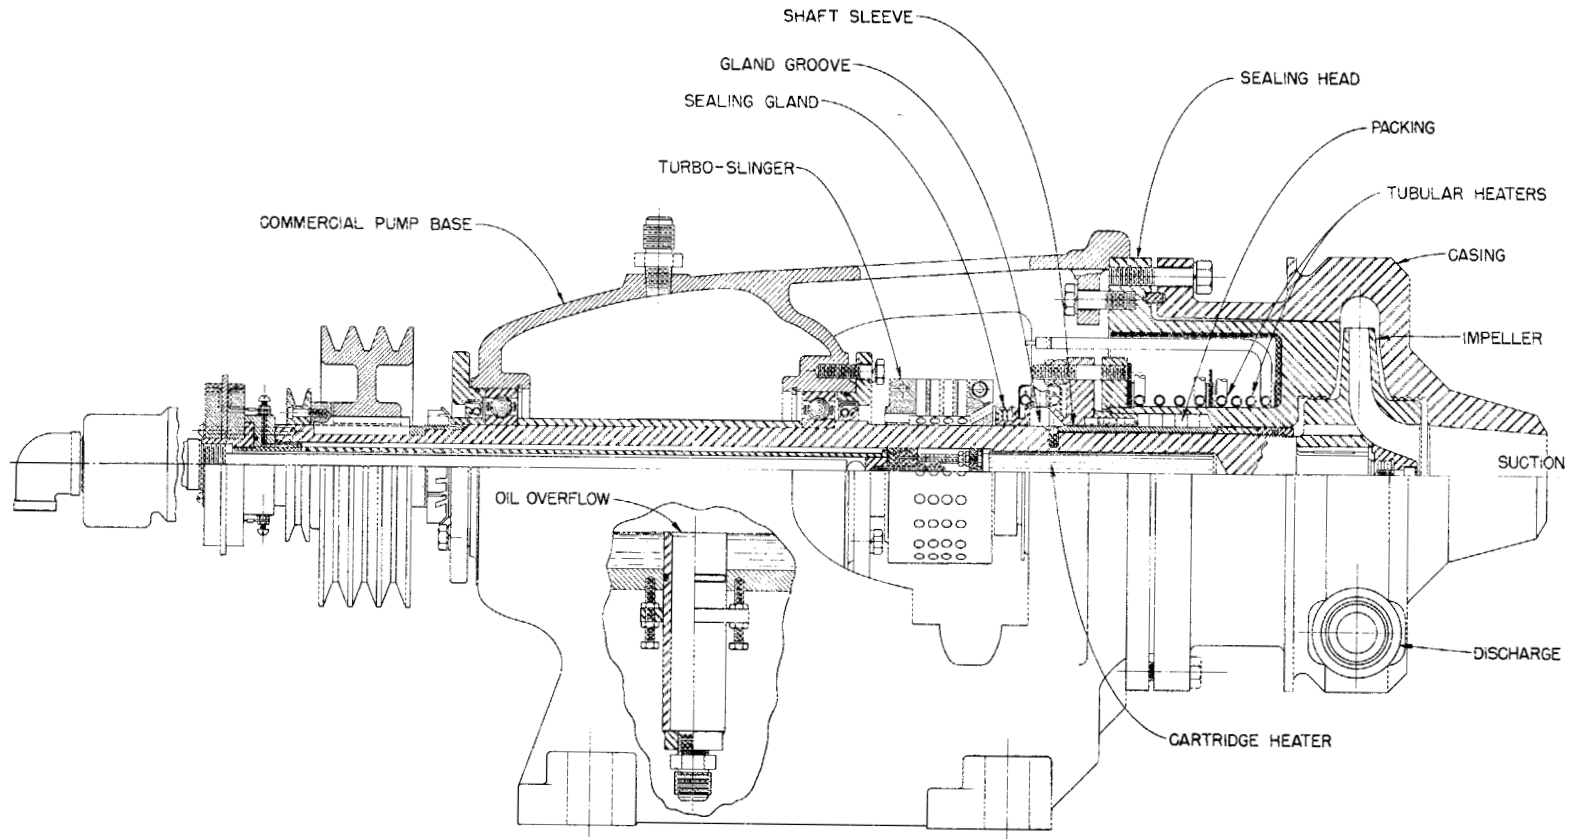 SHAFT SLEEVE
GLAND GROOVE
SEALING HEAD
SEALING GLAND
PACKING
TURBO-SLINGER
TUBULAR HEATERS
COMMERCIAL PUMP BASE
CASING
IMPELLER
SUCTION
OIL OVERFLOW
DISCHARGE
CARTRIDGE HEATER